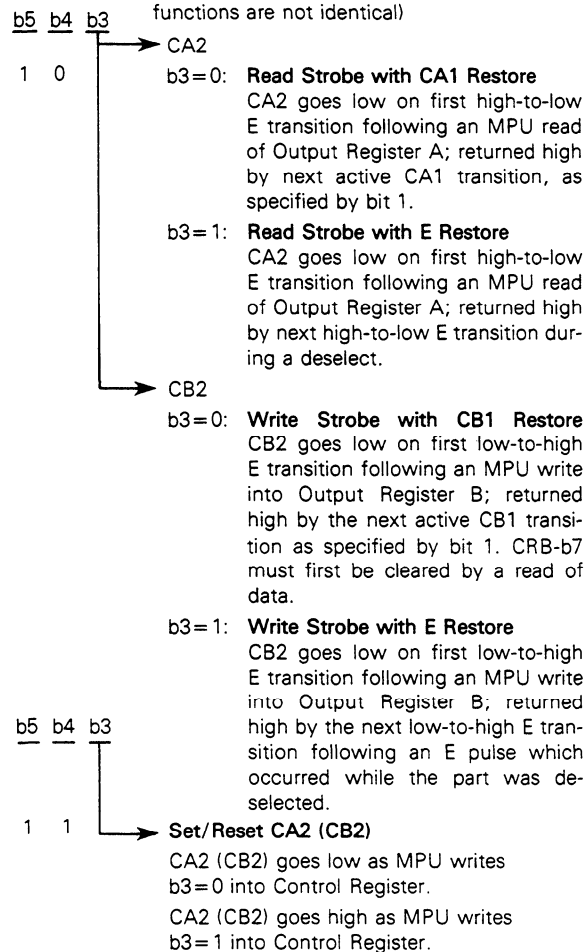 functions are not identical)
b5 b4 b3
CA2
1 0 b3=0: Read Strobe with CA1 Restore
CA2 goes low on first high-to-low
E transition following an MPU read
of Output Register A; returned high
by next active CA1 transition, as
specified by bit 1.
b3=1: Read Strobe with E Restore
CA2 goes low on first high-to-low
E transition following an MPU read
of Output Register A; returned high
by next high-to-low E transition dur-
ing a deselect.
CB2
b3=0: Write Strobe with CB1 Restore
CB2 goes low on first low-to-high
E transition following an MPU write
into Output Register B; returned
high by the next active CB1 transi-
tion as specified by bit 1. CRB-b7
must first be cleared by a read of
data.
b3=1: Write Strobe with E Restore
CB2 goes low on first low-to-high
E transition following an MPU write
into Output Register B; returned
b5 b4 b3 high by the next low-to-high E tran-
sition following an E pulse which
occurred while the part was de-
selected.
1 1 Set/Reset CA2 (CB2)
CA2 (CB2) goes low as MPU writes
b3=0 into Control Register.
CA2 (CB2) goes high as MPU writes
b3=1 into Control Register.